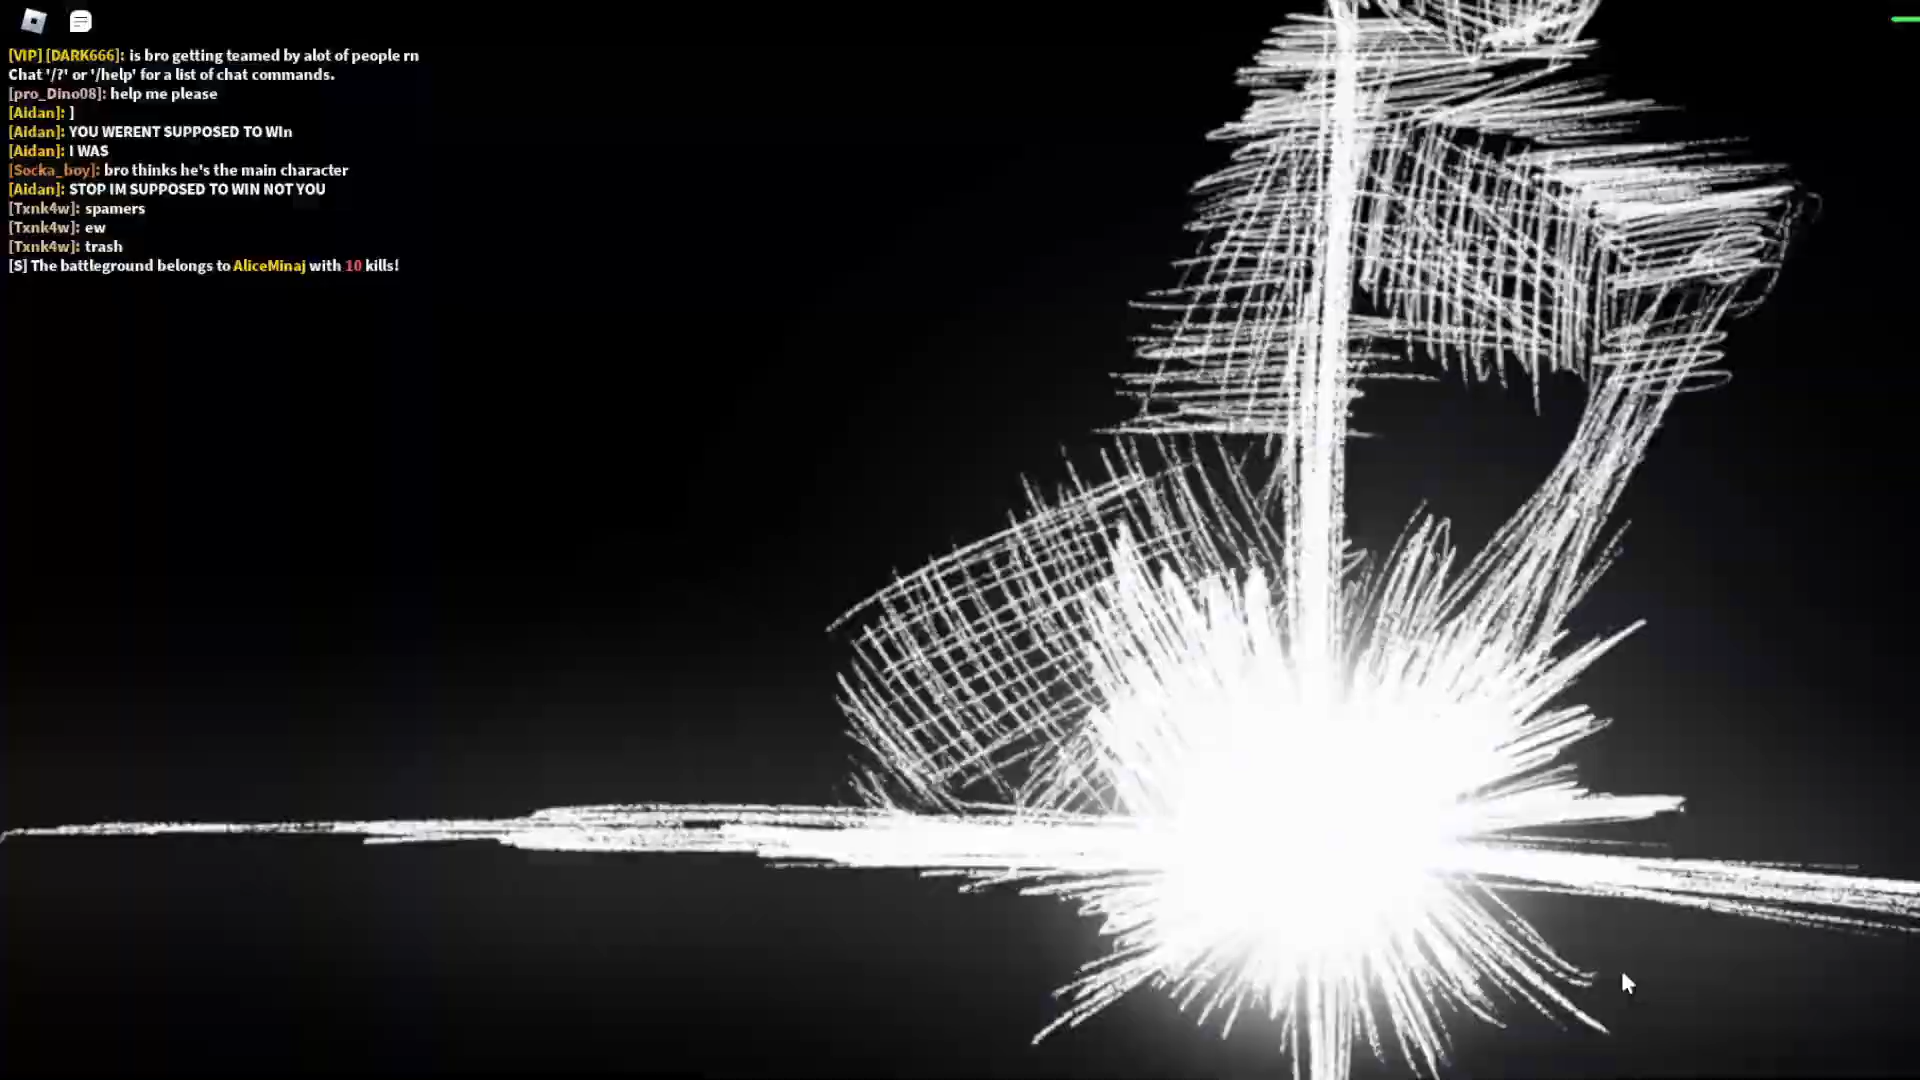 [VIP] [DARK666]: is bro getting teamed by alot of people rn
Chat '/?' or '/help' for a list of chat commands.
[pro_Dino08]: help me please
[Aidan]: ]
[Aidan]: YOU WERENT SUPPOSED TO WIn
[Aidan]: I WAS
[Socka_boy]: bro thinks he's the main character
[Aidan]: STOP IM SUPPOSED TO WIN NOT YOU
[Txnk4w]: spamers
[Txnk4w]: ew
[Txnk4w]: trash
[S] The battleground belongs to AliceMinaj with 10 kills!